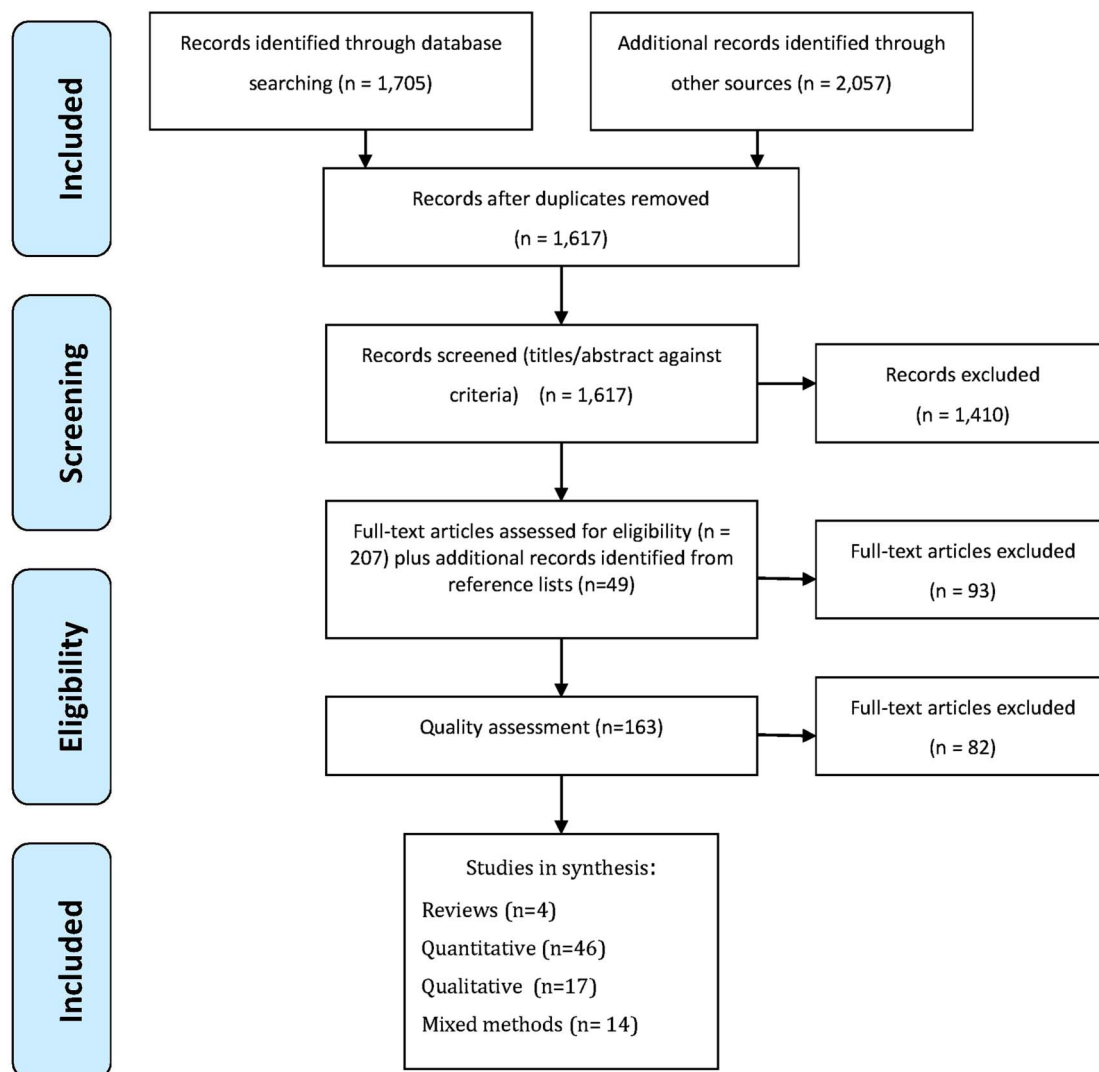 Included
Records identified through database
searching (n = 1,705)
Additional records identified through
other sources (n = 2,057)
Records after duplicates removed
(n = 1,617)
Screening
Records screened (titles/abstract against
criteria) (n = 1,617)
Records excluded
(n = 1,410)
Eligibility
Full-text articles assessed for eligibility (n =
207) plus additional records identified from
reference lists (n=49)
Full-text articles excluded
(n = 93)
Quality assessment (n=163)
Full-text articles excluded
(n = 82)
Included
Studies in synthesis:
Reviews (n=4)
Quantitative (n=46)
Qualitative (n=17)
Mixed methods (n= 14)